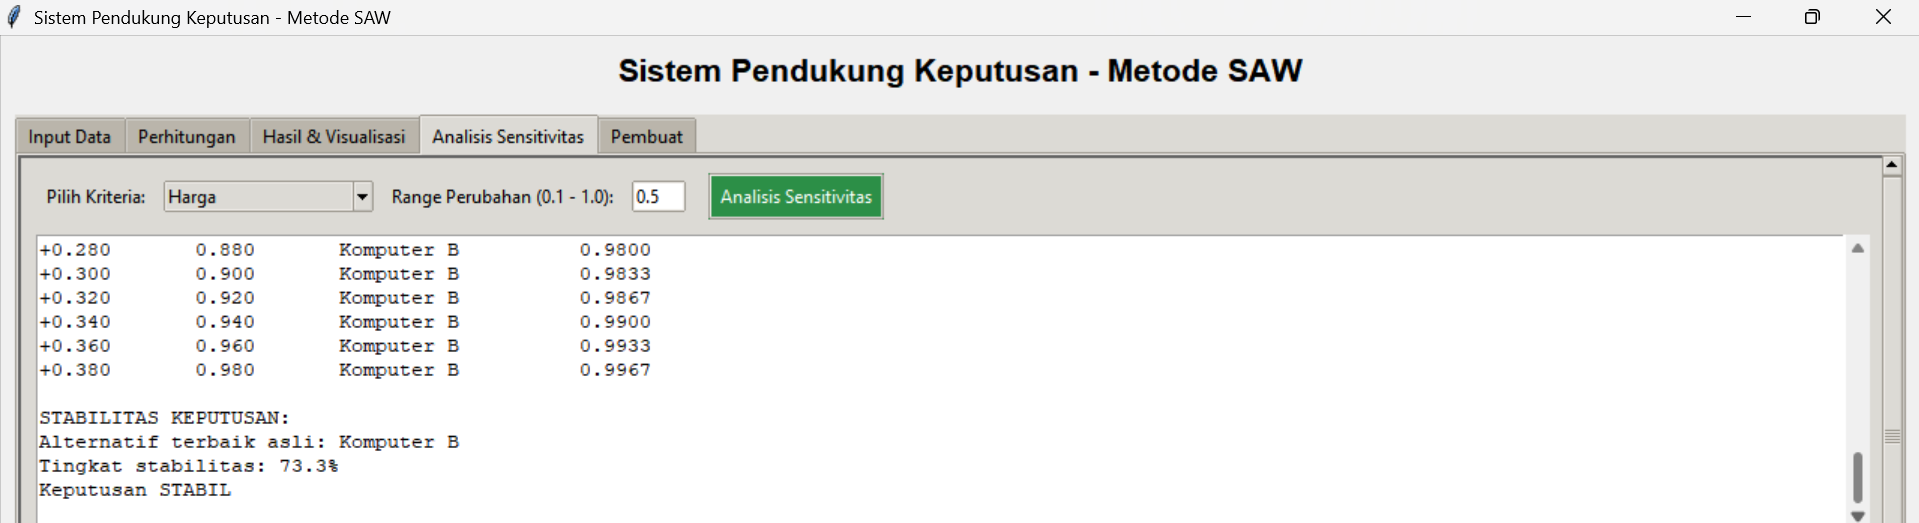 Sistem Pendukung Keputusan - Metode SAW
Sistem Pendukung Keputusan - Metode SAW
Input Data Perhitungan Hasil & Visualisasi Analisis Sensitivitas Pembuat
Pilih Kriteria: Harga Range Perubahan (0.1 - 1.0): 0.5 Analisis Sensitivitas
+0.280 0.880 Komputer B 0.9800
+0.300 0.900 Komputer B 0.9833
+0.320 0.920 Komputer B 0.9867
+0.340 0.940 Komputer B 0.9900
+0.360 0.960 Komputer B 0.9933
+0.380 0.980 Komputer B 0.9967
STABILITAS KEPUTUSAN:
Alternatif terbaik asli: Komputer B
Tingkat stabilitas: 73.3%
Keputusan STABIL